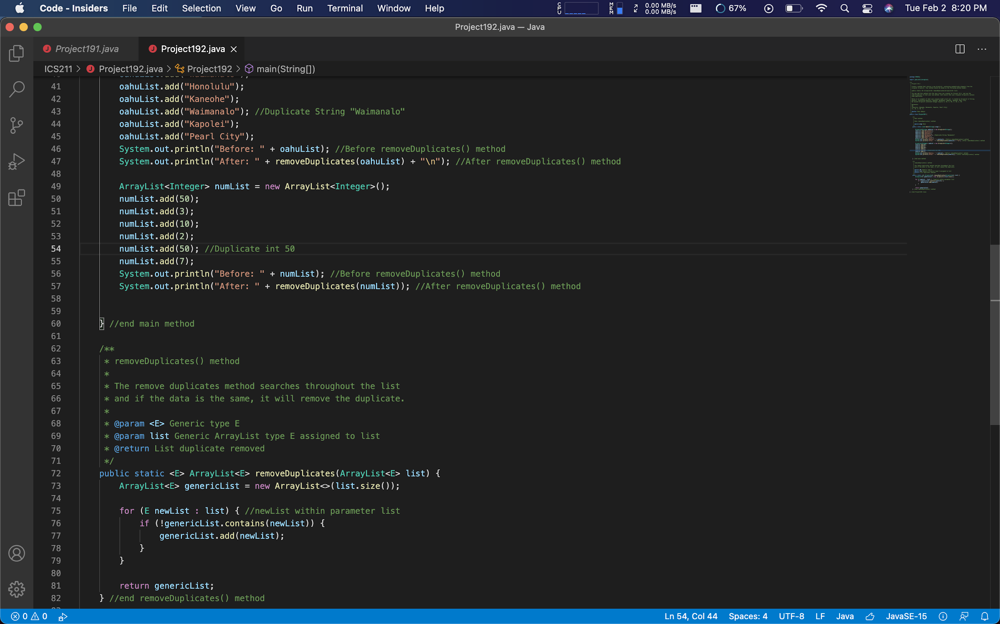 Code - Insiders File Edit Selection View Go Run Terminal Window Help CPU MEM 0.00 MB/s 0.00 MB/s 67% Tue Feb 2 8:20 PM
Project192.java — Java
Project191.java Project192.java
ICS211 > Project192.java > Project192 > main(String[])
41 oahuList.add("Honolulu");
42 oahuList.add("Kaneohe");
43 oahuList.add("Waimanalo"); //Duplicate String "Waimanalo"
44 oahuList.add("Kapolei");
45 oahuList.add("Pearl City");
46 System.out.println("Before: " + oahuList); //Before removeDuplicates() method
47 System.out.println("After: " + removeDuplicates(oahuList) + "\n"); //After removeDuplicates() method
48
49 ArrayList<Integer> numList = new ArrayList<Integer>();
50 numList.add(50);
51 numList.add(3);
52 numList.add(10);
53 numList.add(2);
54 numList.add(50); //Duplicate int 50
55 numList.add(7);
56 System.out.println("Before: " + numList); //Before removeDuplicates() method
57 System.out.println("After: " + removeDuplicates(numList)); //After removeDuplicates() method
58
59
60 } //end main method
61
62 /**
63 * removeDuplicates() method
64 *
65 * The remove duplicates method searches throughout the list
66 * and if the data is the same, it will remove the duplicate.
67 *
68 * @param <E> Generic type E
69 * @param list Generic ArrayList type E assigned to list
70 * @return List duplicate removed
71 */
72 public static <E> ArrayList<E> removeDuplicates(ArrayList<E> list) {
73 ArrayList<E> genericList = new ArrayList<>(list.size());
74
75 for (E newList : list) { //newList within parameter list
76 if (!genericList.contains(newList)) {
77 genericList.add(newList);
78 }
79 }
80
81 return genericList;
82 } //end removeDuplicates() method
0 0 Ln 54, Col 44 Spaces: 4 UTF-8 LF Java JavaSE-15